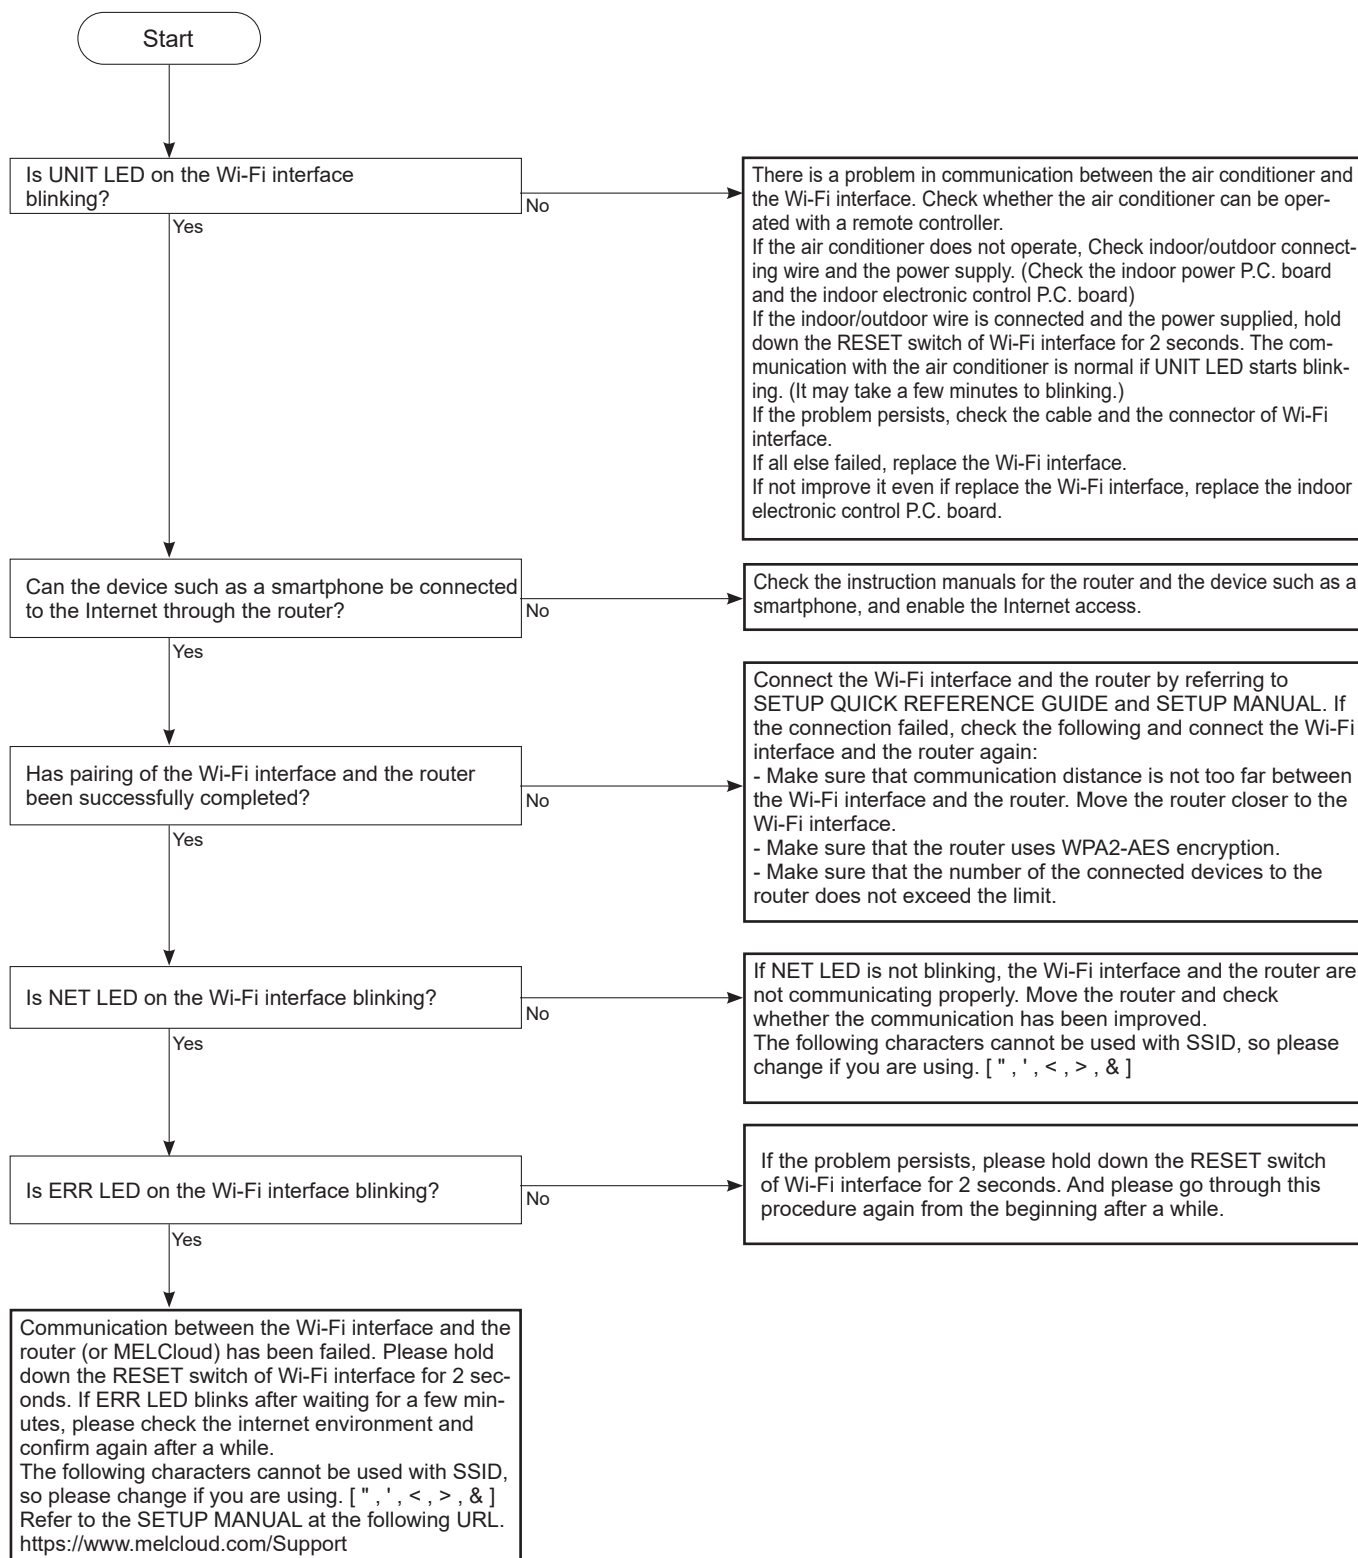 Start
Is UNIT LED on the Wi-Fi interface
blinking?
No
Yes
There is a problem in communication between the air conditioner and
the Wi-Fi interface. Check whether the air conditioner can be oper-
ated with a remote controller.
If the air conditioner does not operate, Check indoor/outdoor connect-
ing wire and the power supply. (Check the indoor power P.C. board
and the indoor electronic control P.C. board)
If the indoor/outdoor wire is connected and the power supplied, hold
down the RESET switch of Wi-Fi interface for 2 seconds. The com-
munication with the air conditioner is normal if UNIT LED starts blink-
ing. (It may take a few minutes to blinking.)
If the problem persists, check the cable and the connector of Wi-Fi
interface.
If all else failed, replace the Wi-Fi interface.
If not improve it even if replace the Wi-Fi interface, replace the indoor
electronic control P.C. board.
Can the device such as a smartphone be connected
to the Internet through the router?
No
Yes
Check the instruction manuals for the router and the device such as a
smartphone, and enable the Internet access.
Has pairing of the Wi-Fi interface and the router
been successfully completed?
No
Yes
Connect the Wi-Fi interface and the router by referring to
SETUP QUICK REFERENCE GUIDE and SETUP MANUAL. If
the connection failed, check the following and connect the Wi-Fi
interface and the router again:
- Make sure that communication distance is not too far between
the Wi-Fi interface and the router. Move the router closer to the
Wi-Fi interface.
- Make sure that the router uses WPA2-AES encryption.
- Make sure that the number of the connected devices to the
router does not exceed the limit.
Is NET LED on the Wi-Fi interface blinking?
No
Yes
If NET LED is not blinking, the Wi-Fi interface and the router are
not communicating properly. Move the router and check
whether the communication has been improved.
The following characters cannot be used with SSID, so please
change if you are using. [ " , ' , < , > , & ]
Is ERR LED on the Wi-Fi interface blinking?
No
Yes
If the problem persists, please hold down the RESET switch
of Wi-Fi interface for 2 seconds. And please go through this
procedure again from the beginning after a while.
Communication between the Wi-Fi interface and the
router (or MELCloud) has been failed. Please hold
down the RESET switch of Wi-Fi interface for 2 sec-
onds. If ERR LED blinks after waiting for a few min-
utes, please check the internet environment and
confirm again after a while.
The following characters cannot be used with SSID,
so please change if you are using. [ " , ' , < , > , & ]
Refer to the SETUP MANUAL at the following URL.
https://www.melcloud.com/Support